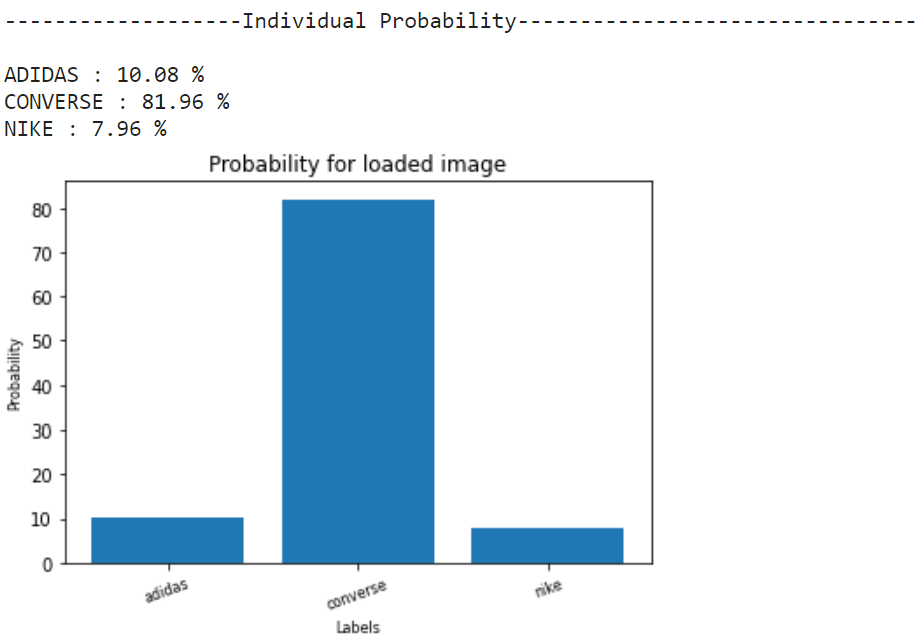 -------------------Individual Probability--------------------------------
ADIDAS : 10.08 %
CONVERSE : 81.96 %
NIKE : 7.96 %
Probability for loaded image
80
70
60
50
40
30
20
10
0
Probability
adidas converse nike
Labels